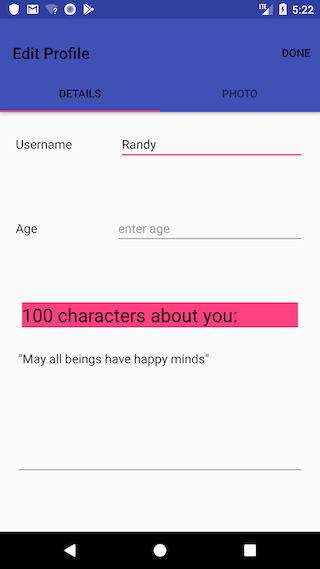 LTE 5:22
Edit Profile DONE
DETAILS PHOTO
Username Randy
Age enter age
100 characters about you:
"May all beings have happy minds"